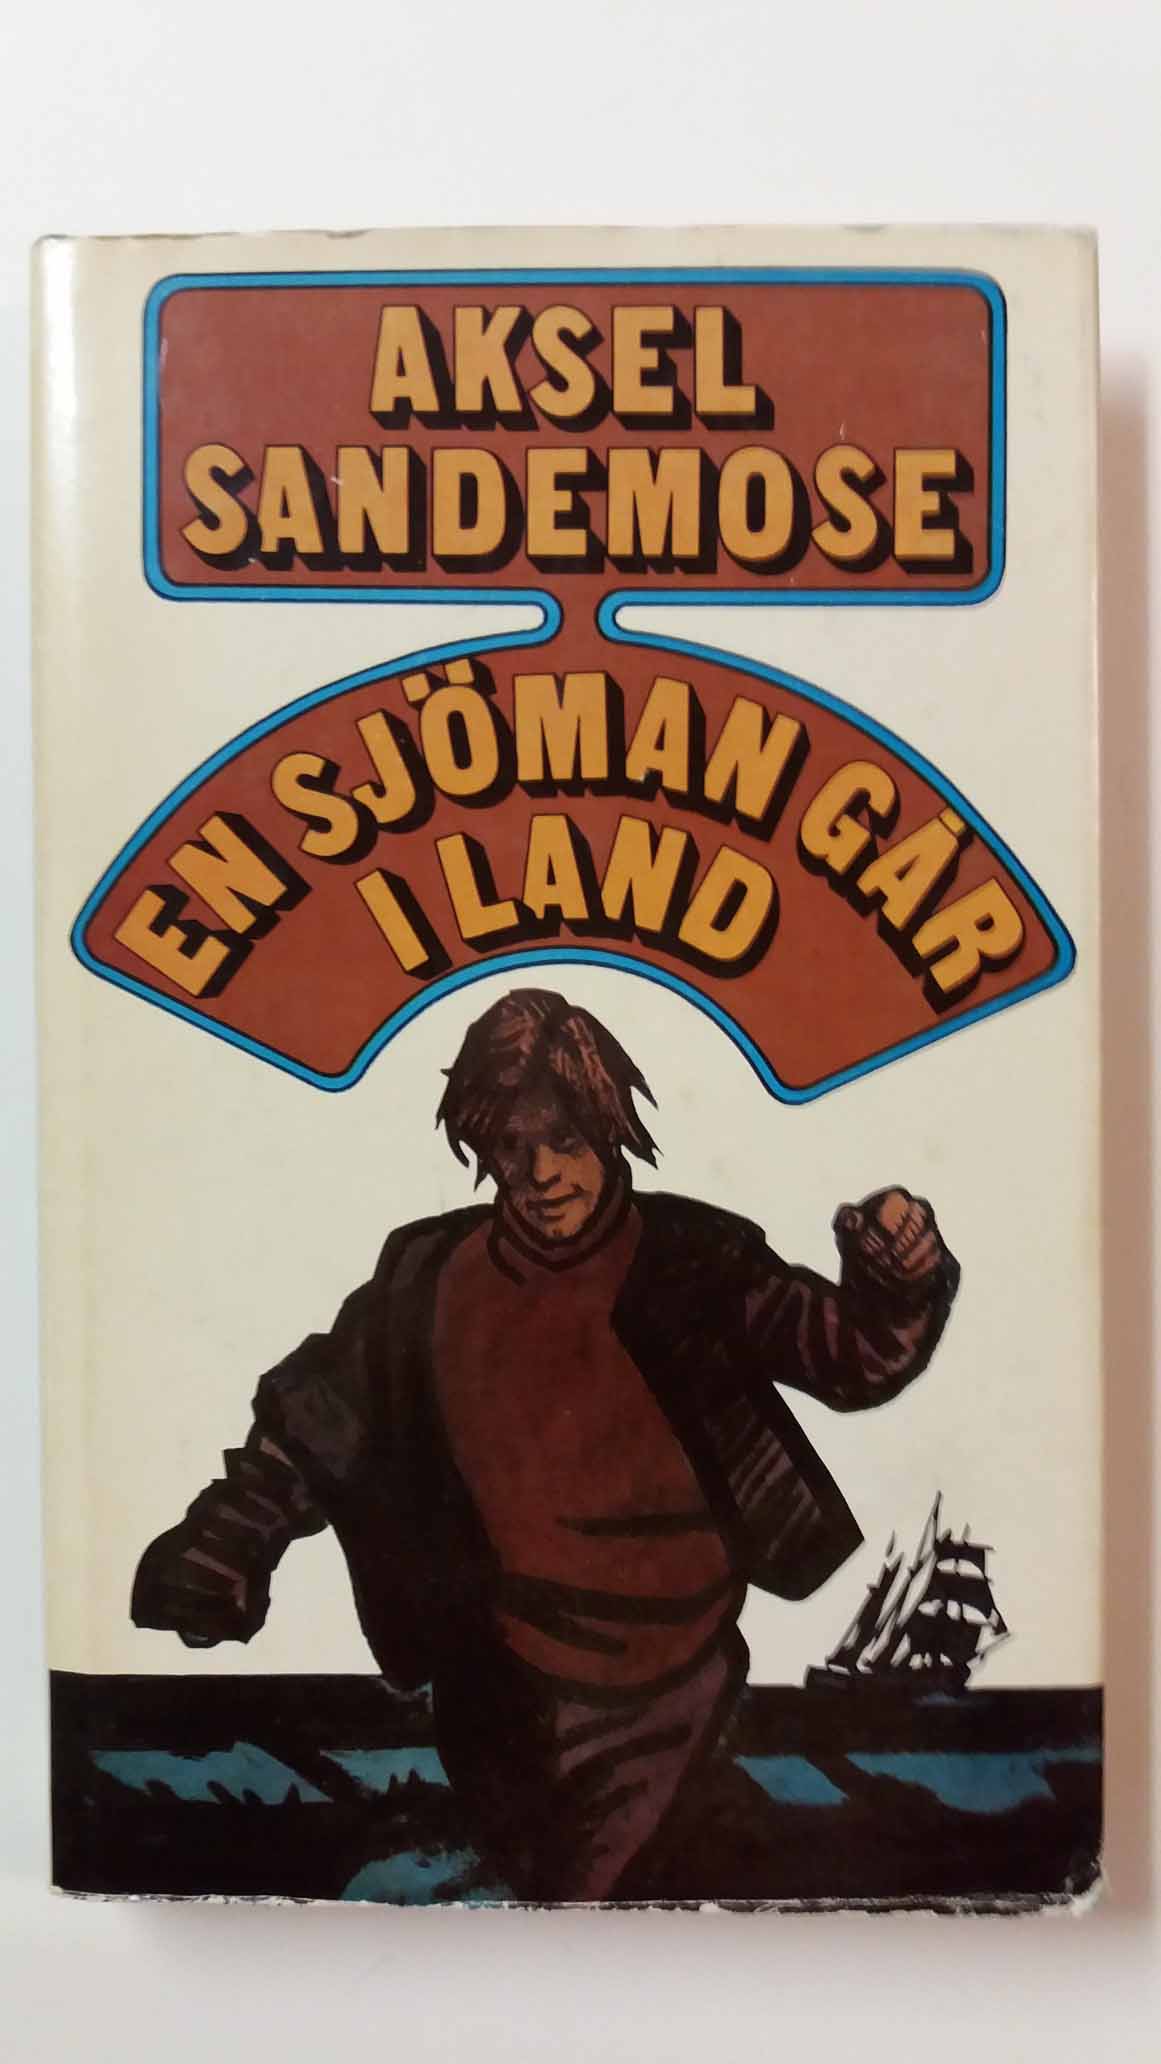 AKSEL
SANDEMOSE
EN SJÖMAN GÅR
I LAND